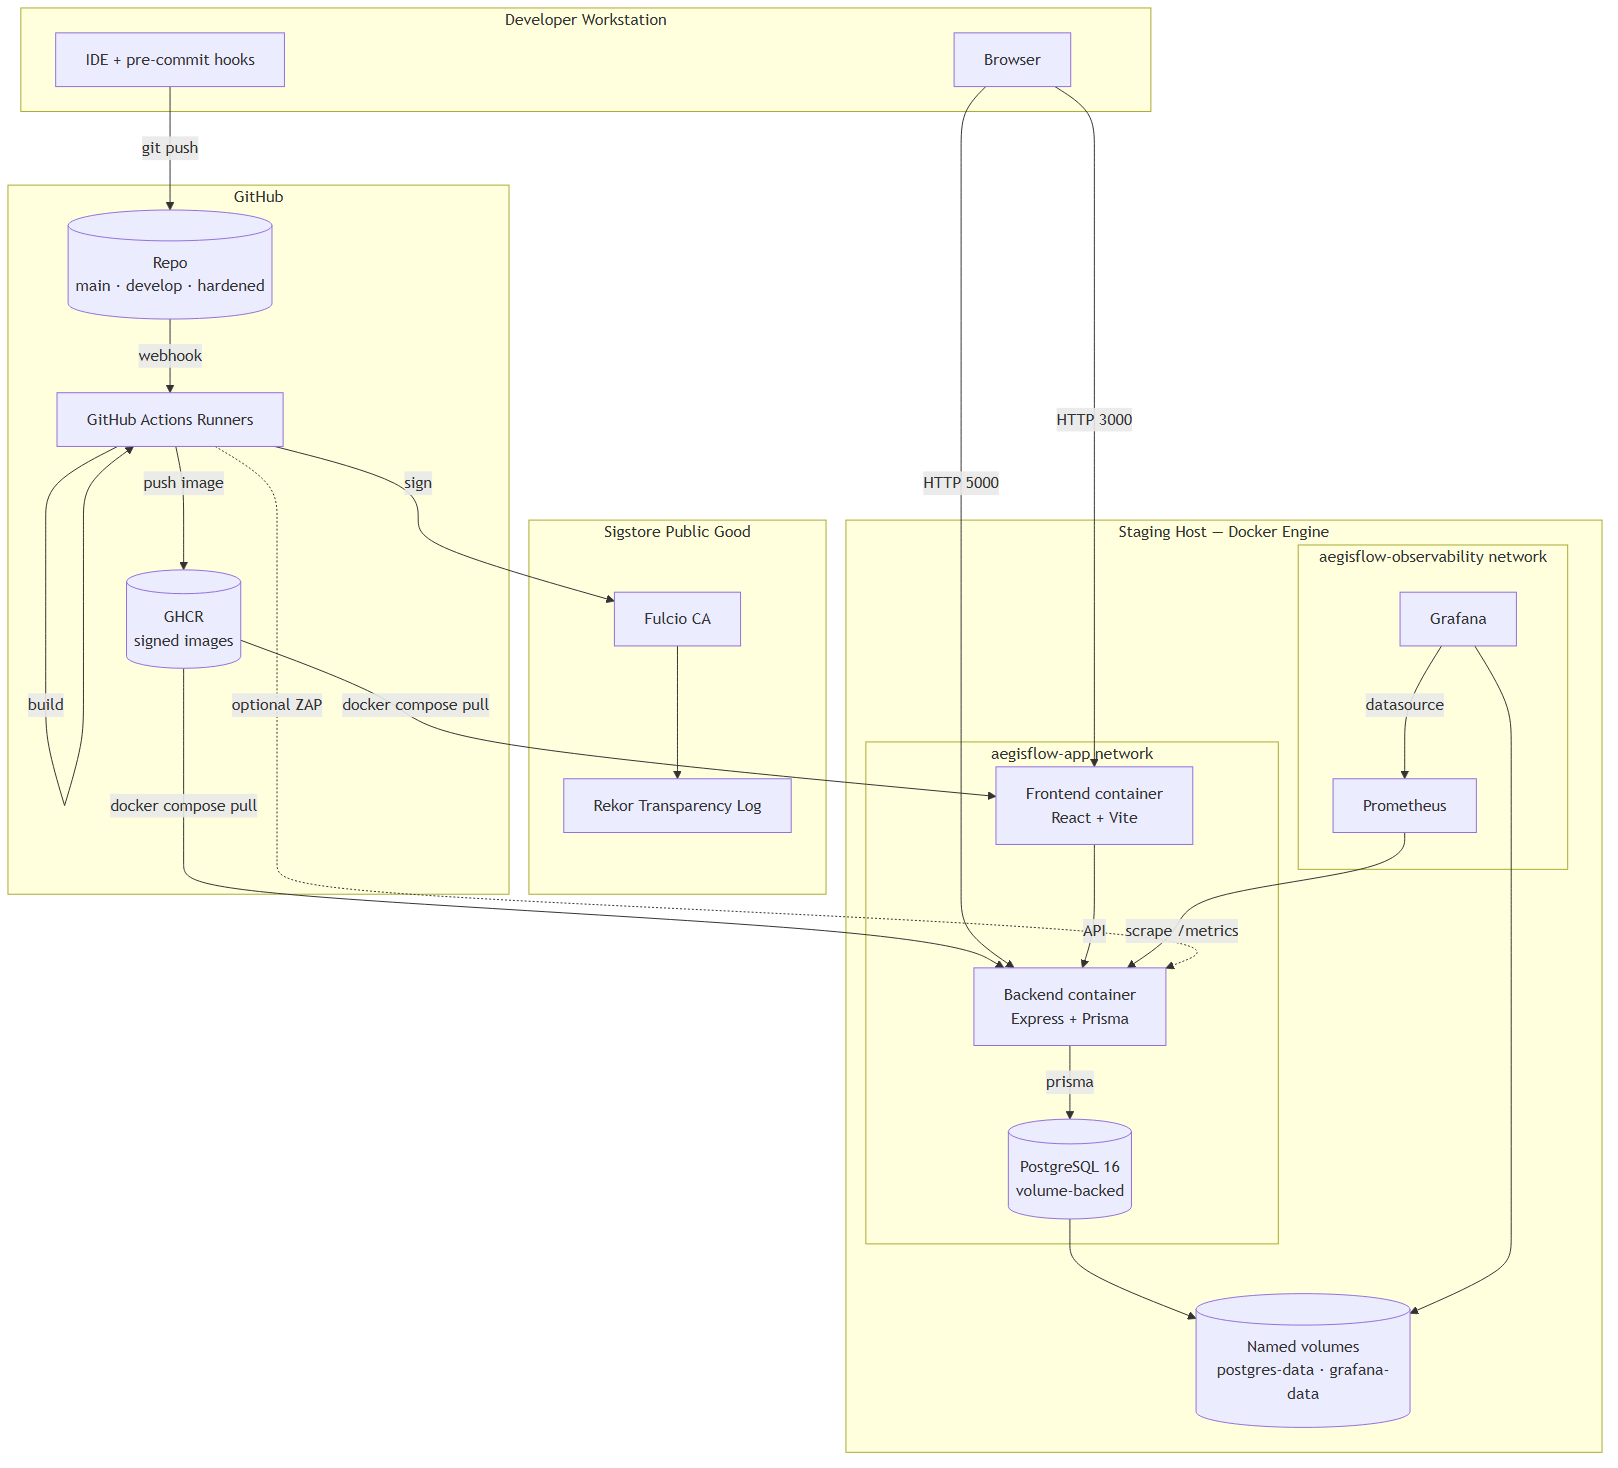 Developer Workstation
IDE + pre-commit hooks
Browser
git push
GitHub
Repo
main · develop · hardened
webhook
GitHub Actions Runners
HTTP 3000
push image
sign
HTTP 5000
Sigstore Public Good
Staging Host — Docker Engine
aegisflow-observability network
GHCR
signed images
Fulcio CA
Grafana
build
optional ZAP
docker compose pull
datasource
aegisflow-app network
docker compose pull
Rekor Transparency Log
Frontend container
React + Vite
Prometheus
API
scrape /metrics
Backend container
Express + Prisma
prisma
PostgreSQL 16
volume-backed
Named volumes
postgres-data · grafana-
data